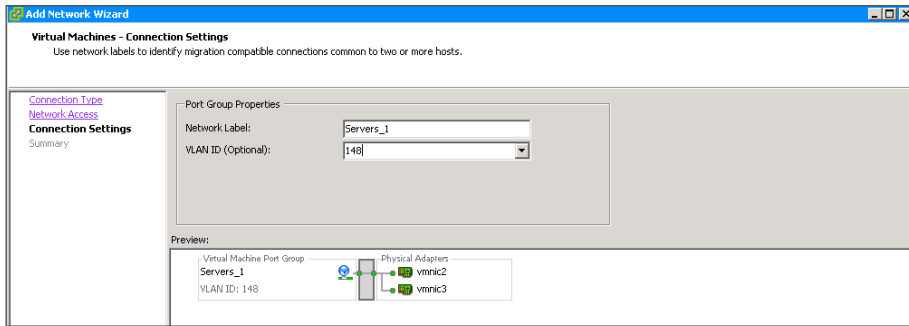 Add Network Wizard
Virtual Machines - Connection Settings
Use network labels to identify migration compatible connections common to two or more hosts.
Connection Type
Network Access
Connection Settings
Summary
Port Group Properties
Network Label:
Servers_1
VLAN ID (Optional):
148
Preview:
Virtual Machine Port Group
Servers_1
VLAN ID: 148
Physical Adapters
vmnic2
vmnic3